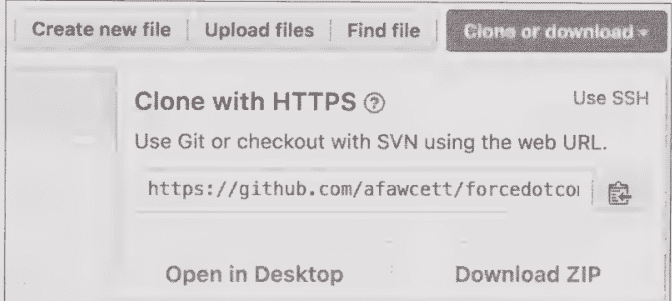 Create new file Upload files Find file Clone or download
Clone with HTTPS ? Use SSH
Use Git or checkout with SVN using the web URL.
https://github.com/afawcett/forcedotco
Open in Desktop Download ZIP